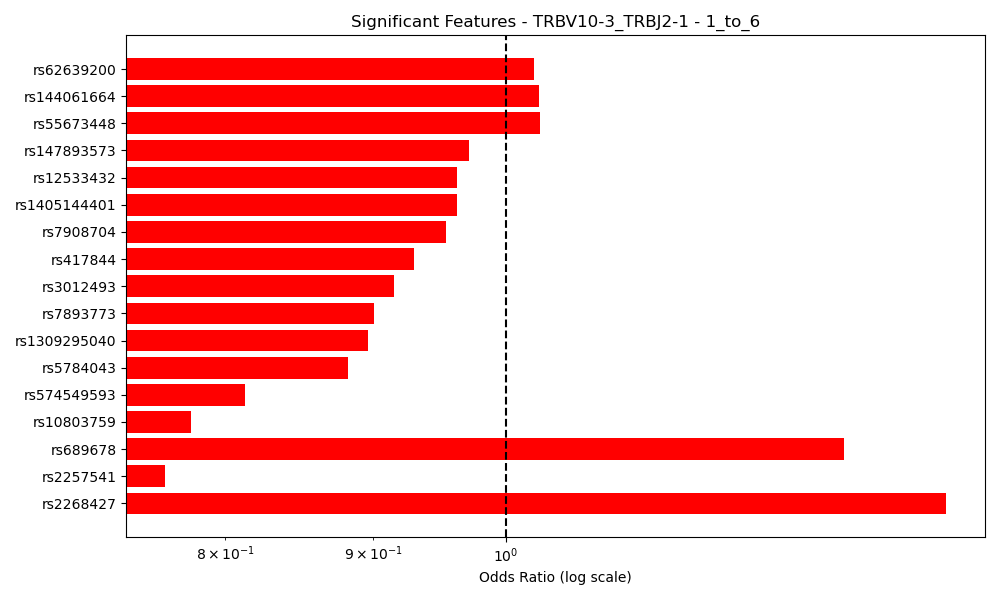 Significant Features - TRBV10-3_TRBJ2-1 - 1_to_6
rs62639200
rs144061664
rs55673448
rs147893573
rs12533432
rs1405144401
rs7908704
rs417844
rs3012493
rs7893773
rs1309295040
rs5784043
rs574549593
rs10803759
rs689678
rs2257541
rs2268427
8 × 10⁻¹ 9 × 10⁻¹ 10⁰
Odds Ratio (log scale)